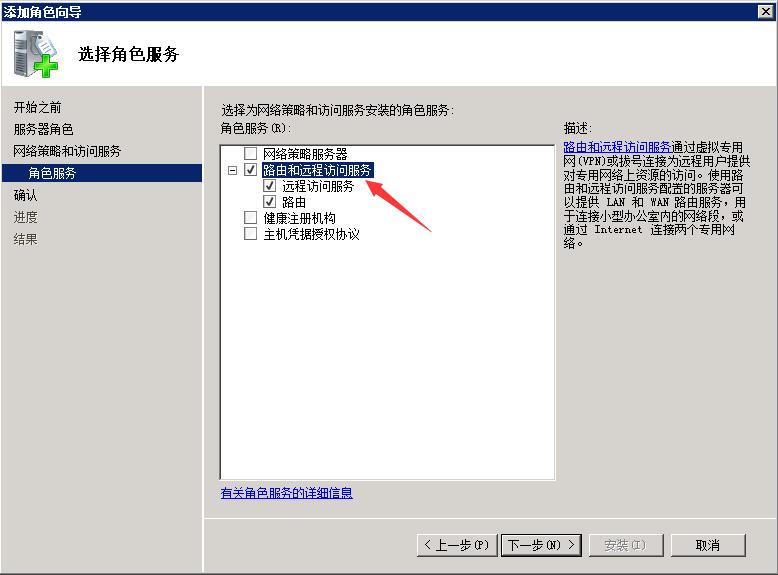 添加角色向导
选择角色服务
开始之前
服务器角色
网络策略和访问服务
角色服务
确认
进度
结果
选择为网络策略和访问服务安装的角色服务:
角色服务(R):
网络策略服务器
路由和远程访问服务
远程访问服务
路由
健康注册机构
主机凭据授权协议
有关角色服务的详细信息
描述:
路由和远程访问服务通过虚拟专用
网(VPN)或拔号连接为远程用户提供
对专用网络上资源的访问。使用路
由和远程访问服务配置的服务器可
以提供 LAN 和 WAN 路由服务，用
于连接小型办公室内的网络段，或
通过 Internet 连接两个专用网
络。
< 上一步(P)
下一步(N) >
安装(I)
取消